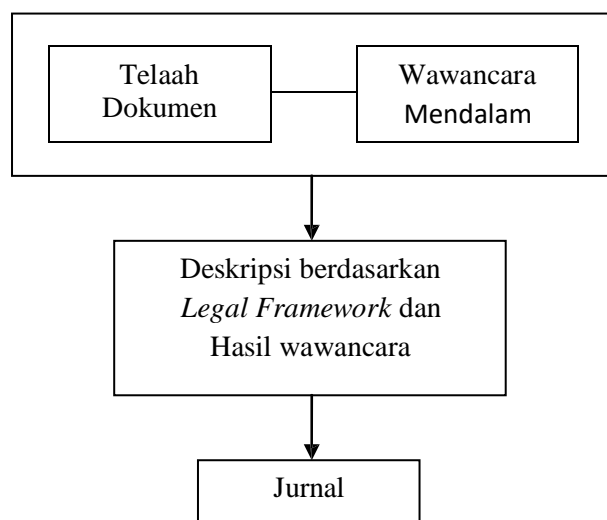 Telaah
Dokumen
Wawancara
Mendalam
Deskripsi berdasarkan
Legal Framework dan
Hasil wawancara
Jurnal